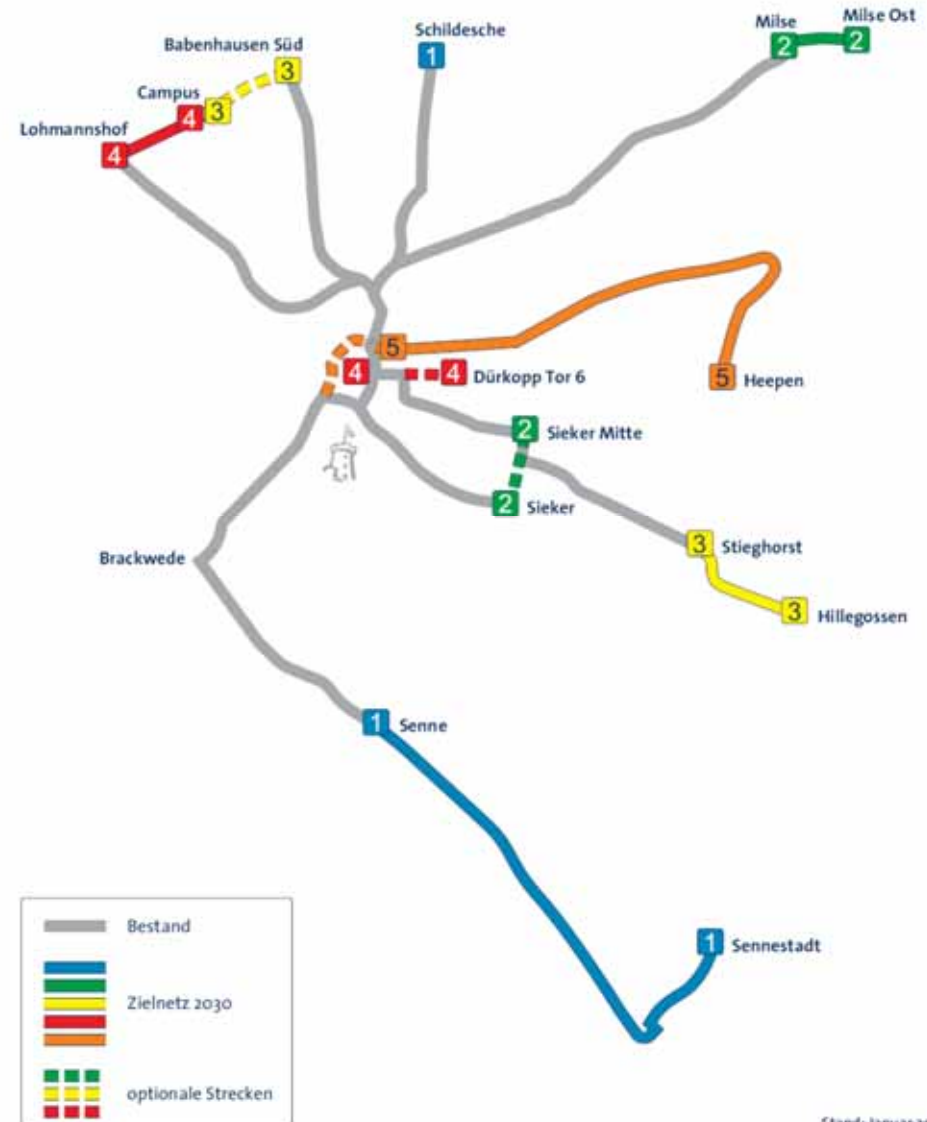 Schildesche
1
Milse
Milse Ost
2
2
Babenhausen Süd
3
Campus
4
3
Lohmannshof
4
5
4
4
Dürkopp Tor 6
5
Heepen
2
Sieker Mitte
2
Sieker
3
Stieghorst
Brackwede
3
Hillegossen
1
Senne
1
Sennestadt
Bestand
Zielnetz 2030
optionale Strecken